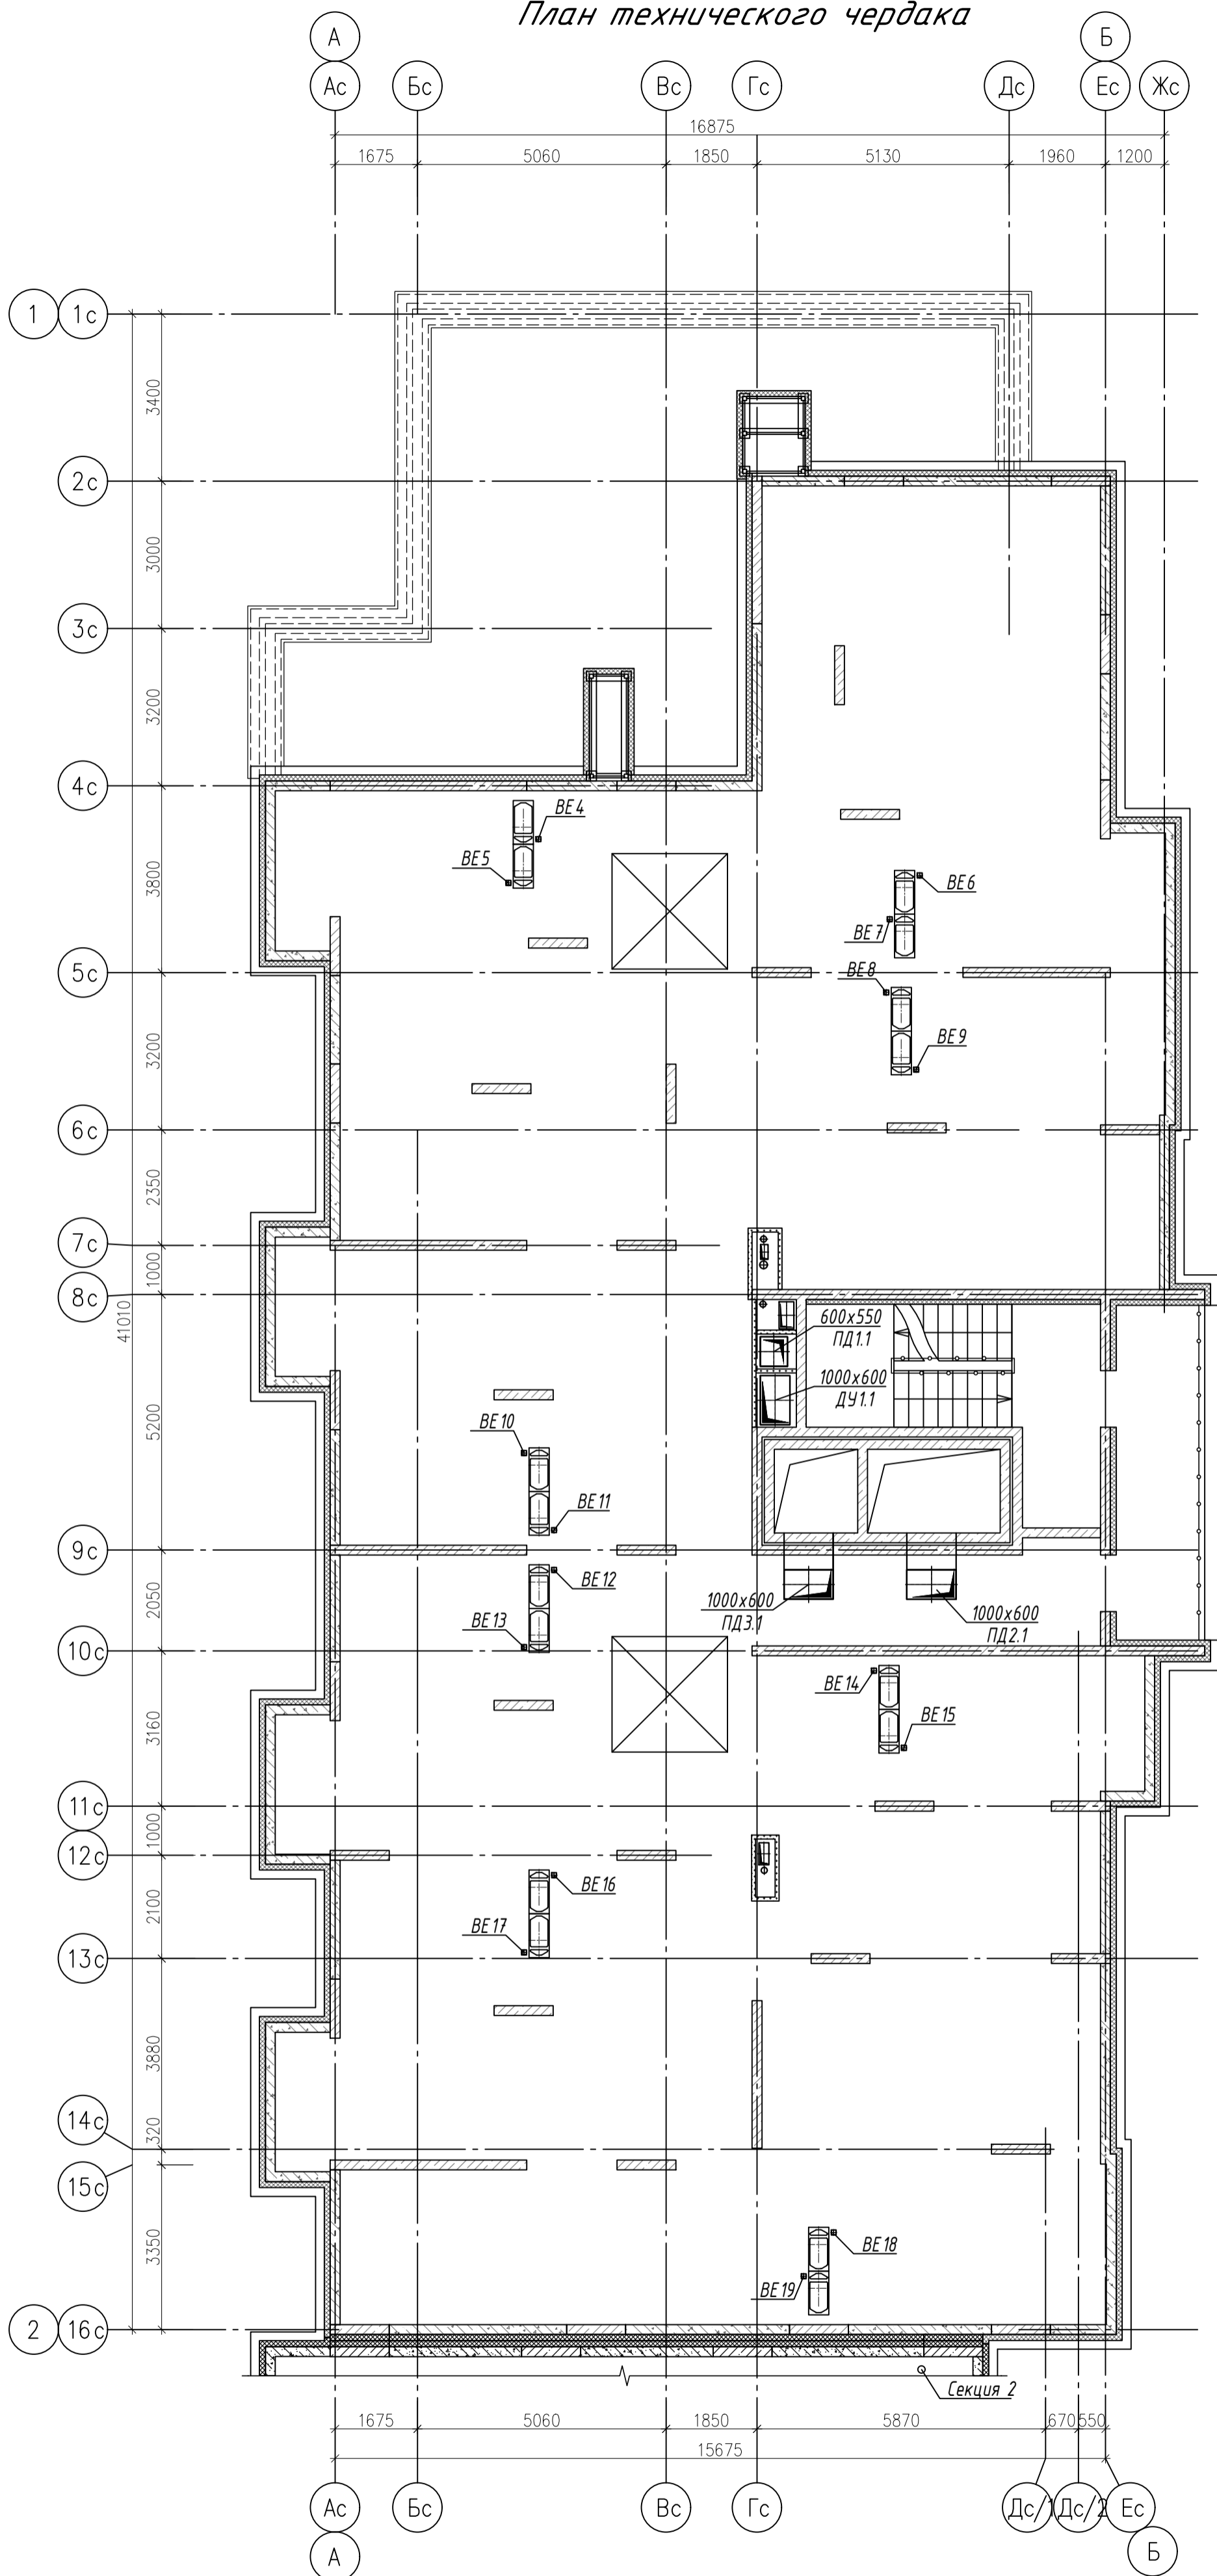 План технического чердака
А Б
Ас Бс Вс Гс Дс Ес Жс
16875
1675 5060 1850 5130 1960 1200
1 1с
3400
2с
3000
3с
3200
4с
ВЕ4
ВЕ5
3800
ВЕ6
ВЕ7
5с
ВЕ8
3200
ВЕ9
6с
2350
7с
1000
8с
41010
600х550
ПД1.1
1000х600
ДУ1.1
5200
ВЕ10
ВЕ11
9с
ВЕ12
2050
1000х600
ПД3.1
1000х600
ПД2.1
ВЕ13
10с
ВЕ14
3160
ВЕ15
11с
1000
12с
ВЕ16
2100
ВЕ17
13с
3880
14с
320
15с
3350
ВЕ18
ВЕ19
2 16с
Секция 2
1675 5060 1850 5870 670 550
15675
Ас Бс Вс Гс Дс/1 Дс/2 Ес
А Б